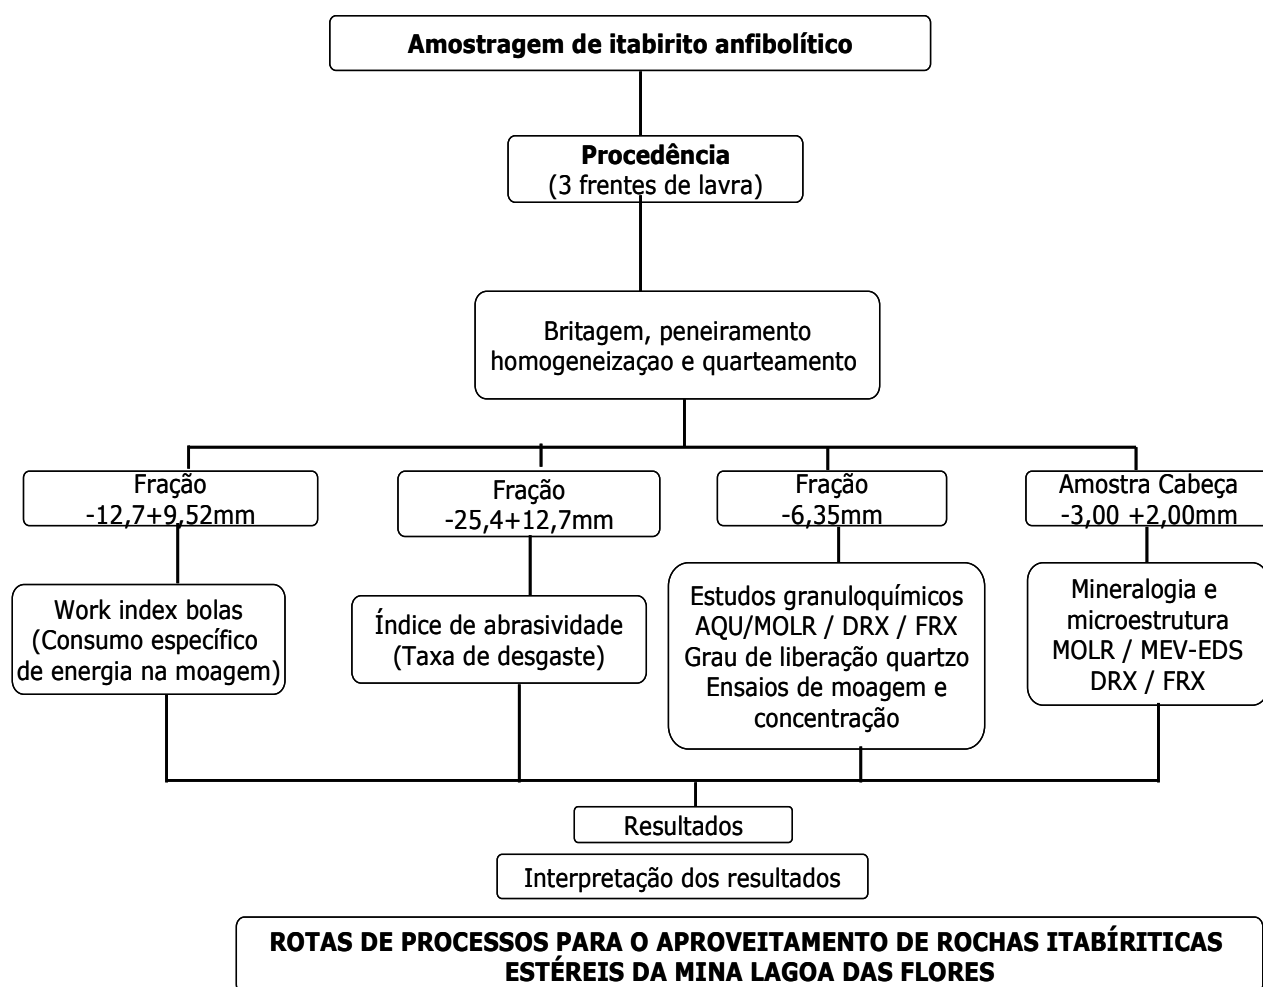 Amostragem de itabirito anfibolítico
Procedência
(3 frentes de lavra)
Britagem, peneiramento
homogeneizaçao e quarteamento
Fração
-12,7+9,52mm
Fração
-25,4+12,7mm
Fração
-6,35mm
Amostra Cabeça
-3,00 +2,00mm
Work index bolas
(Consumo específico
de energia na moagem)
Índice de abrasividade
(Taxa de desgaste)
Estudos granuloquímicos
AQU/MOLR / DRX / FRX
Grau de liberação quartzo
Ensaios de moagem e
concentração
Mineralogia e
microestrutura
MOLR / MEV-EDS
DRX / FRX
Resultados
Interpretação dos resultados
ROTAS DE PROCESSOS PARA O APROVEITAMENTO DE ROCHAS ITABÍRITICAS
ESTÉREIS DA MINA LAGOA DAS FLORES